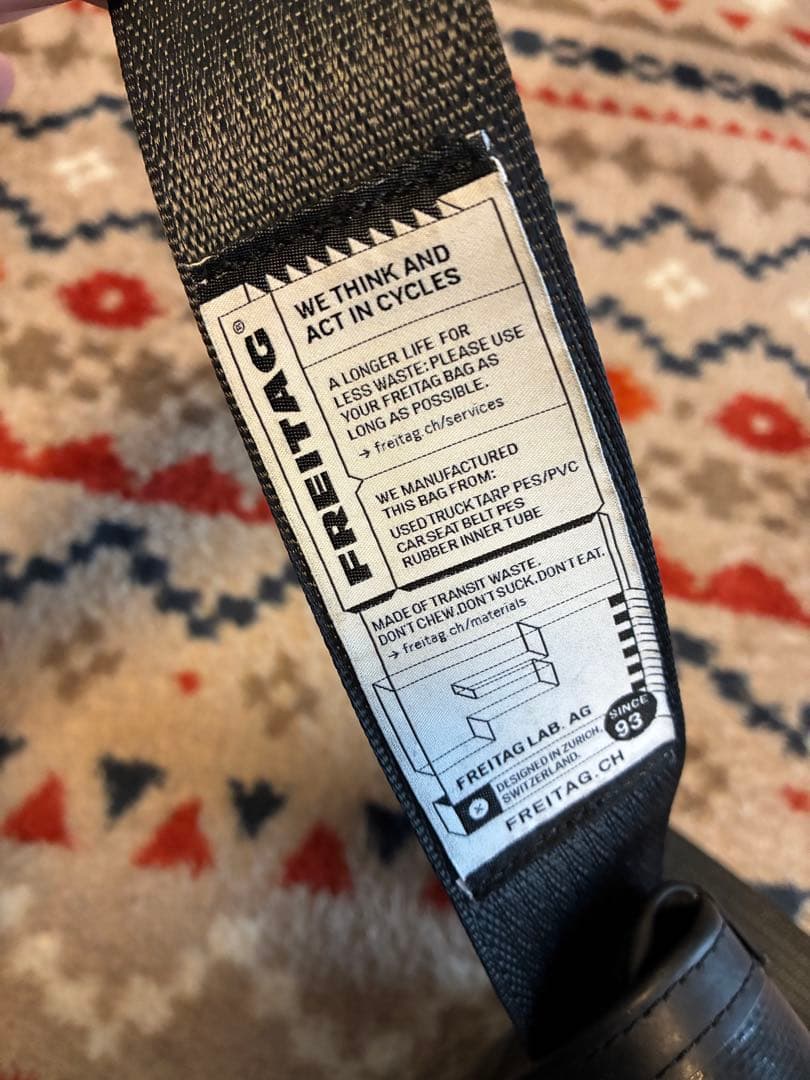 FREITAG®
WE THINK AND
ACT IN CYCLES
A LONGER LIFE FOR
LESS WASTE: PLEASE USE
YOUR FREITAG BAG AS
LONG AS POSSIBLE.
→ freitag.ch/services
WE MANUFACTURED
THIS BAG FROM:
USED TRUCK TARP PES/PVC
CAR SEAT BELT PES
RUBBER INNER TUBE
MADE OF TRANSIT WASTE.
DON'T CHEW. DON'T SUCK. DON'T EAT.
→ freitag.ch/materials
FREITAG LAB. AG
SINCE
93
DESIGNED IN ZURICH,
SWITZERLAND.
FREITAG.CH